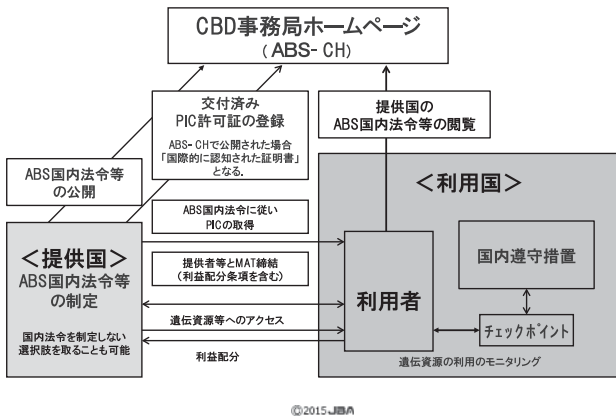 CBD事務局ホームページ
(ABS-CH)
交付済み
PIC許可証の登録
ABS-CHで公開された場合
「国際的に認知された証明書」
となる.
提供国の
ABS国内法令等の閲覧
ABS国内法令等
の公開
＜利用国＞
ABS国内法令に従い
PICの取得
＜提供国＞
ABS国内法令等
の制定
国内法令を制定しない
選択肢を取ることも可能
提供者等とMAT締結
(利益配分条項を含む)
利用者
国内遵守措置
遺伝資源等へのアクセス
チェックポイント
利益配分
遺伝資源の利用のモニタリング
©2015 JBA